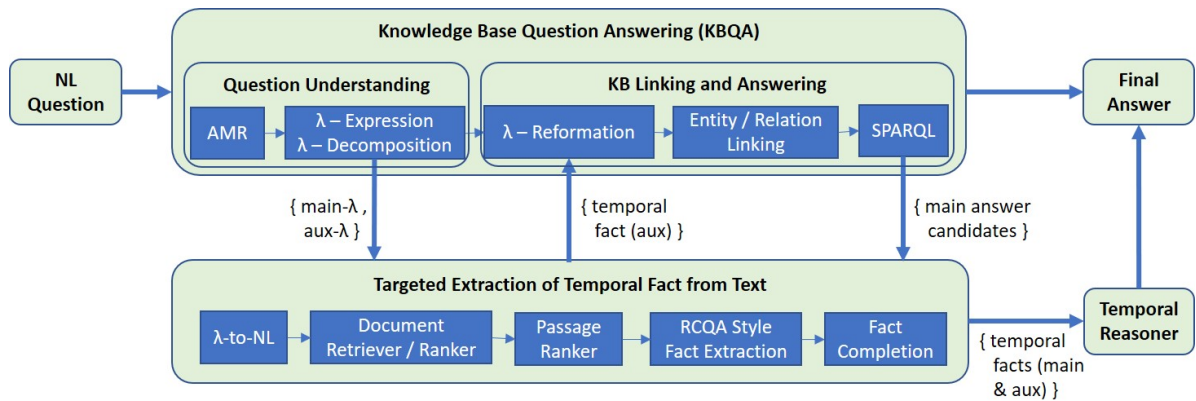 Knowledge Base Question Answering (KBQA)
NL
Question
Question Understanding
AMR
λ – Expression
λ – Decomposition
KB Linking and Answering
λ – Reformation
Entity / Relation
Linking
SPARQL
Final
Answer
{ main-λ ,
aux-λ }
{ temporal
fact (aux) }
{ main answer
candidates }
Targeted Extraction of Temporal Fact from Text
λ-to-NL
Document
Retriever / Ranker
Passage
Ranker
RCQA Style
Fact Extraction
Fact
Completion
{ temporal
facts (main
& aux) }
Temporal
Reasoner